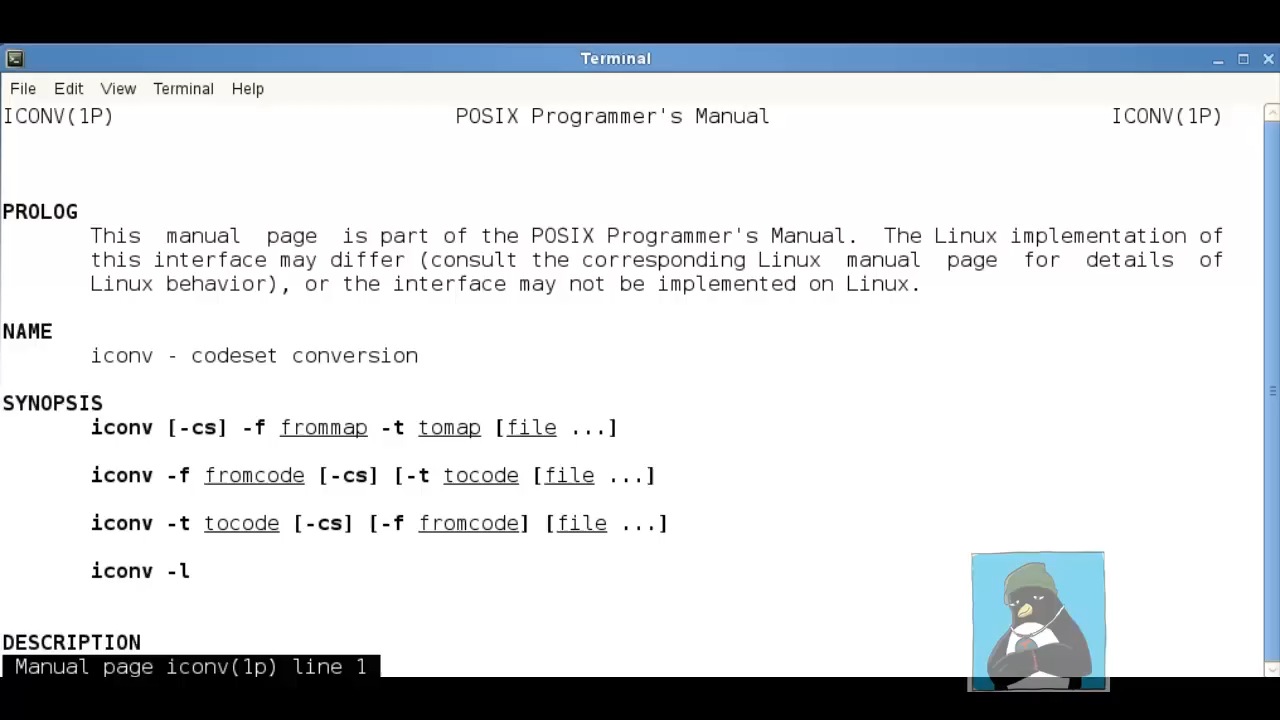 Terminal
File Edit View Terminal Help
ICONV(1P) POSIX Programmer's Manual ICONV(1P)
PROLOG
This manual page is part of the POSIX Programmer's Manual. The Linux implementation of
this interface may differ (consult the corresponding Linux manual page for details of
Linux behavior), or the interface may not be implemented on Linux.
NAME
iconv - codeset conversion
SYNOPSIS
iconv [-cs] -f frommap -t tomap [file ...]
iconv -f fromcode [-cs] [-t tocode [file ...]
iconv -t tocode [-cs] [-f fromcode] [file ...]
iconv -l
DESCRIPTION
Manual page iconv(1p) line 1